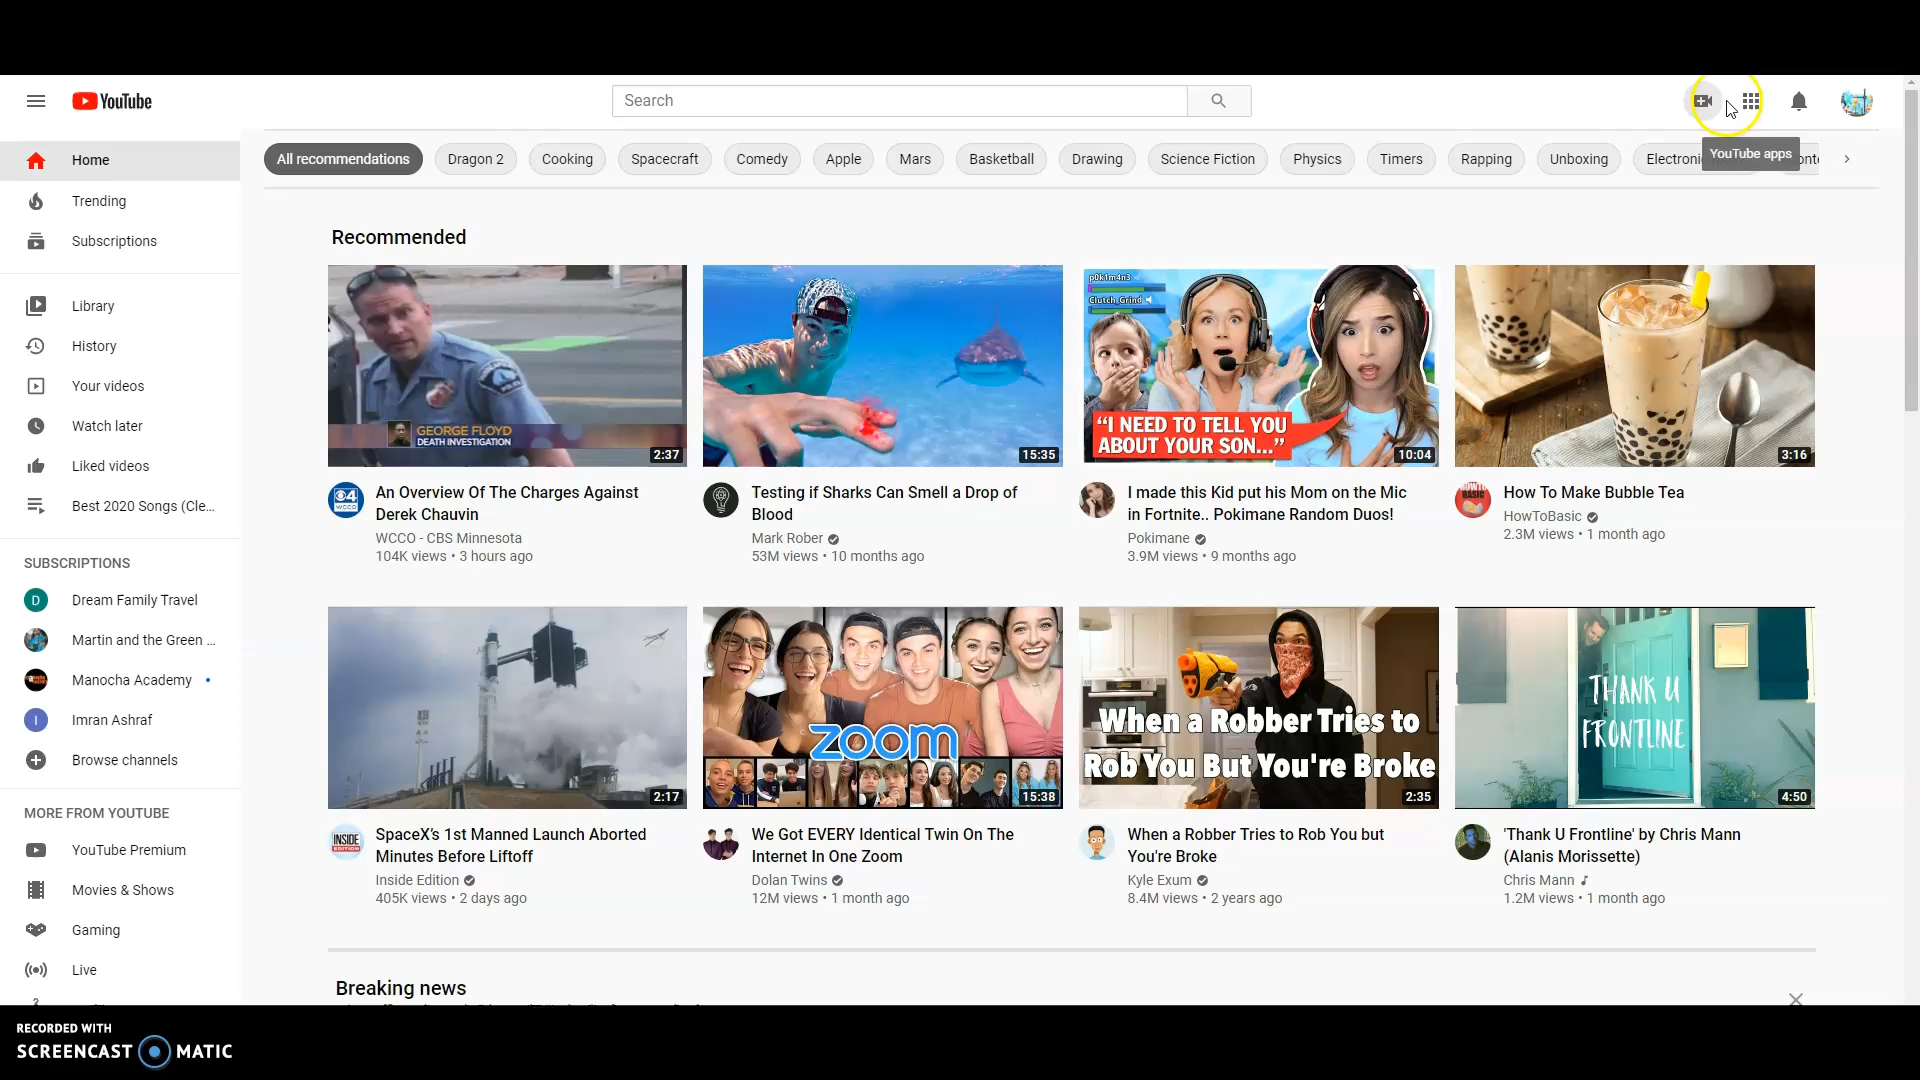 YouTube
Search
YouTube apps
All recommendations
Dragon 2
Cooking
Spacecraft
Comedy
Apple
Mars
Basketball
Drawing
Science Fiction
Physics
Timers
Rapping
Unboxing
Home
Trending
Subscriptions
Library
History
Your videos
Watch later
Liked videos
Best 2020 Songs (Cle...
SUBSCRIPTIONS
D
Dream Family Travel
Martin and the Green ...
Manocha Academy
I
Imran Ashraf
Browse channels
MORE FROM YOUTUBE
YouTube Premium
Movies & Shows
Gaming
Live
Recommended
GEORGE FLOYD
DEATH INVESTIGATION
2:37
15:35
p0k1m4n3
Clutch_Grind
"I NEED TO TELL YOU
ABOUT YOUR SON..."
10:04
3:16
WCCO
An Overview Of The Charges Against
Derek Chauvin
WCCO - CBS Minnesota
104K views • 3 hours ago
Testing if Sharks Can Smell a Drop of
Blood
Mark Rober
53M views • 10 months ago
I made this Kid put his Mom on the Mic
in Fortnite.. Pokimane Random Duos!
Pokimane
3.9M views • 9 months ago
HOW TO
BASIC
How To Make Bubble Tea
HowToBasic
2.3M views • 1 month ago
2:17
zoom
15:38
When a Robber Tries to
Rob You But You're Broke
2:35
THANK U
FRONTLINE
4:50
INSIDE
EDITION
SpaceX's 1st Manned Launch Aborted
Minutes Before Liftoff
Inside Edition
405K views • 2 days ago
We Got EVERY Identical Twin On The
Internet In One Zoom
Dolan Twins
12M views • 1 month ago
When a Robber Tries to Rob You but
You're Broke
Kyle Exum
8.4M views • 2 years ago
'Thank U Frontline' by Chris Mann
(Alanis Morissette)
Chris Mann
1.2M views • 1 month ago
Breaking news
RECORDED WITH
SCREENCAST MATIC